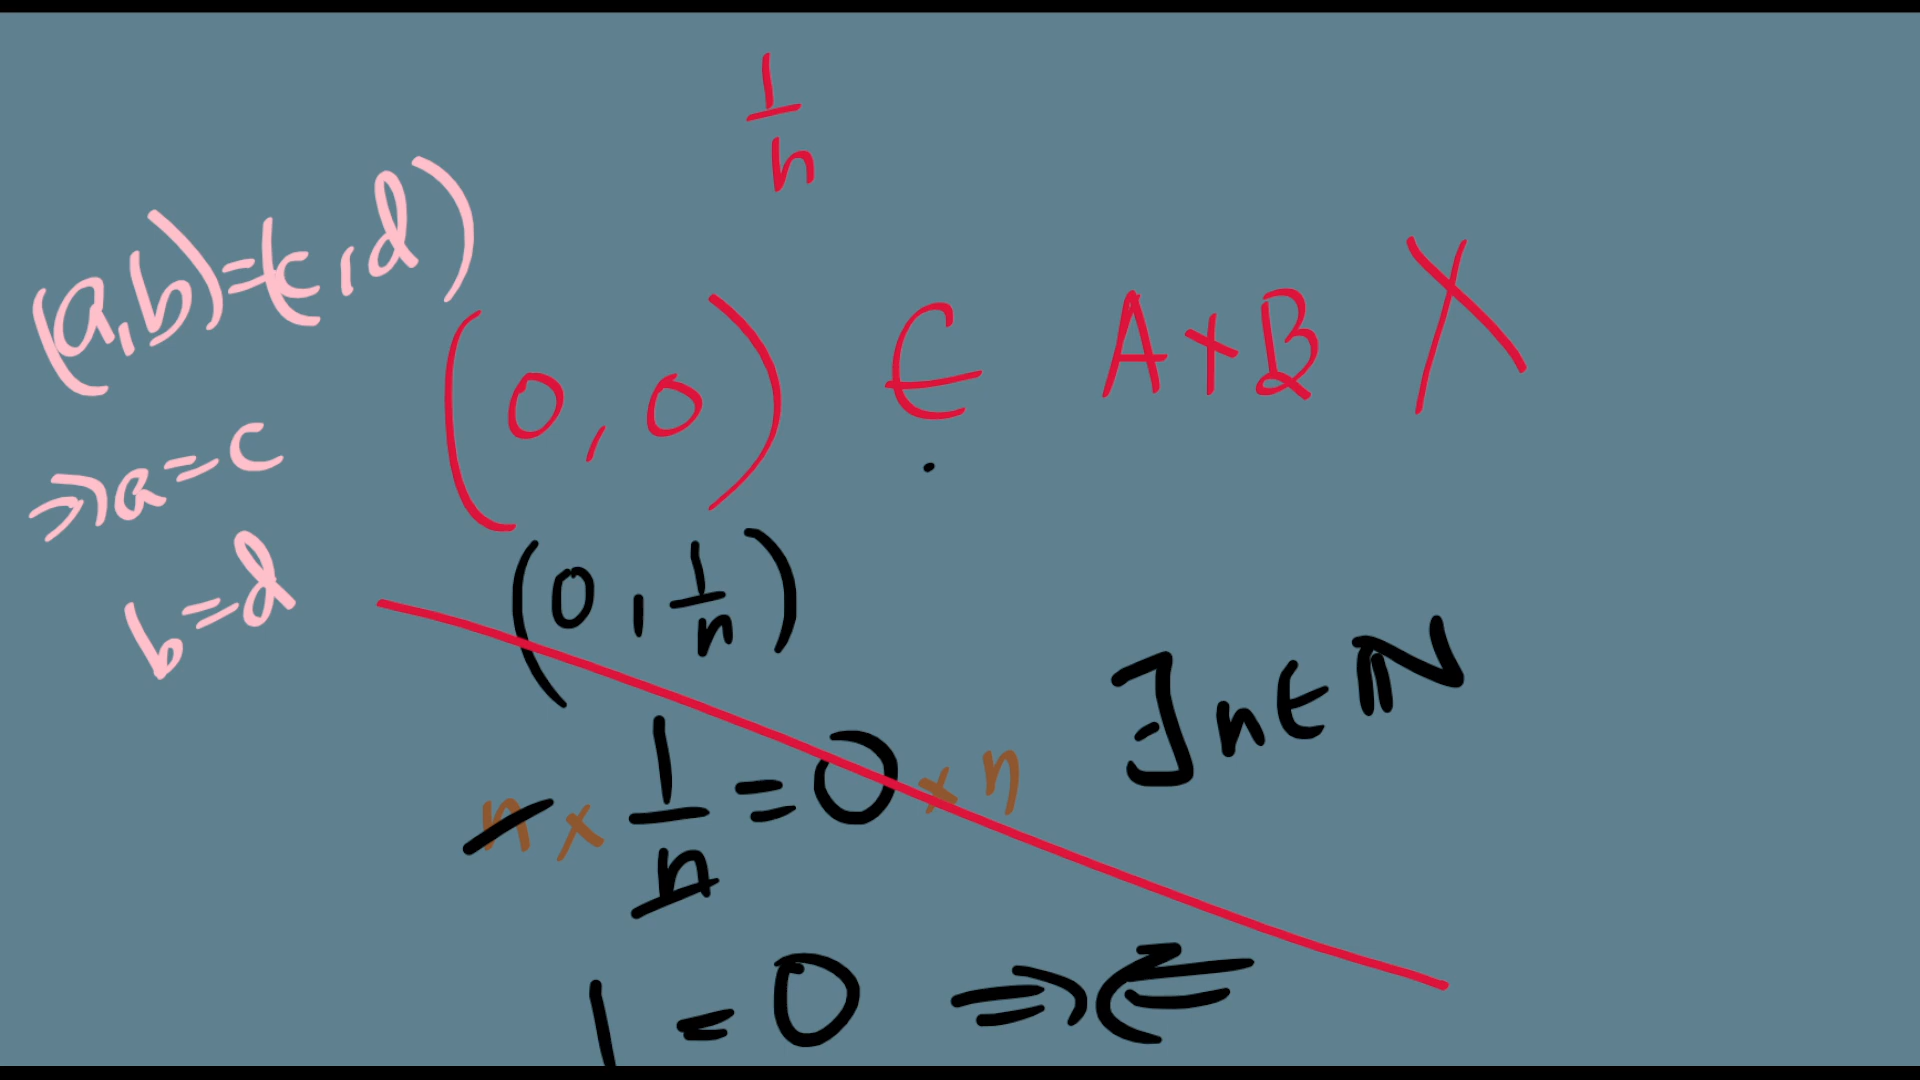 1/n
(a,b)=(c,d)
(0,0) ∈ A×B X
⇒a=c
b=d
(0,1/n)
∃n∈ℕ
n×1/n=0×n
1=0 ⇒⇐